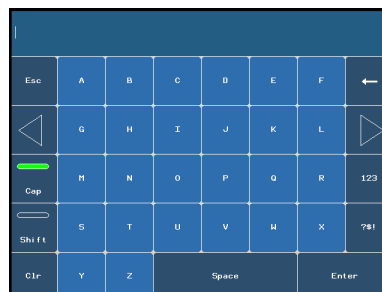 Esc A B C D E F ←
G H I J K L
Cap M N O P Q R 123
Shift S T U V W X ?$!
Clr Y Z Space Enter